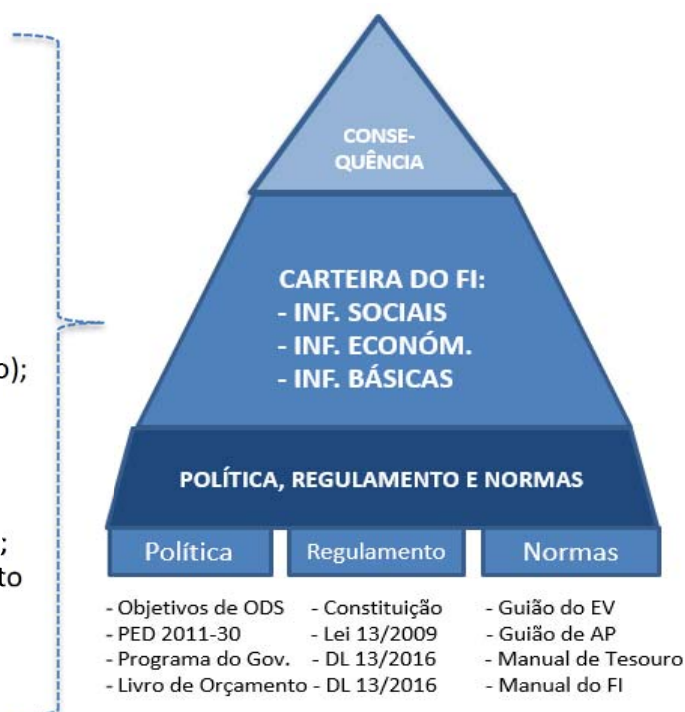 CONSE-
QUÊNCIA
CARTEIRA DO FI:
- INF. SOCIAIS
- INF. ECONÓM.
- INF. BÁSICAS
o);
;
to
POLÍTICA, REGULAMENTO E NORMAS
Política
Regulamento
Normas
- Objetivos de ODS
- PED 2011-30
- Programa do Gov.
- Livro de Orçamento
- Constituição
- Lei 13/2009
- DL 13/2016
- DL 13/2016
- Guião do EV
- Guião de AP
- Manual de Tesouro
- Manual do FI